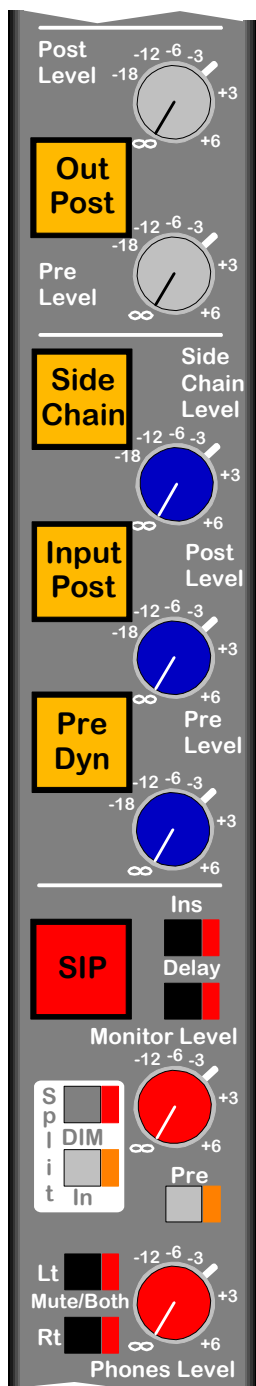 Post
Level
-12 -6 -3
-18
+3
∞
+6
Out
Post
-12 -6 -3
-18
+3
Pre
Level
∞
+6
Side
Chain
Side
Chain
Level
-12 -6 -3
-18
+3
∞
+6
Input
Post
Post
Level
-12 -6 -3
-18
+3
∞
+6
Pre
Dyn
Pre
Level
-12 -6 -3
-18
+3
∞
+6
SIP
Ins
Delay
Monitor Level
-12 -6 -3
+3
∞
+6
Split
DIM
In
Pre
-12 -6 -3
+3
Lt
Mute/Both
Rt
∞
+6
Phones Level